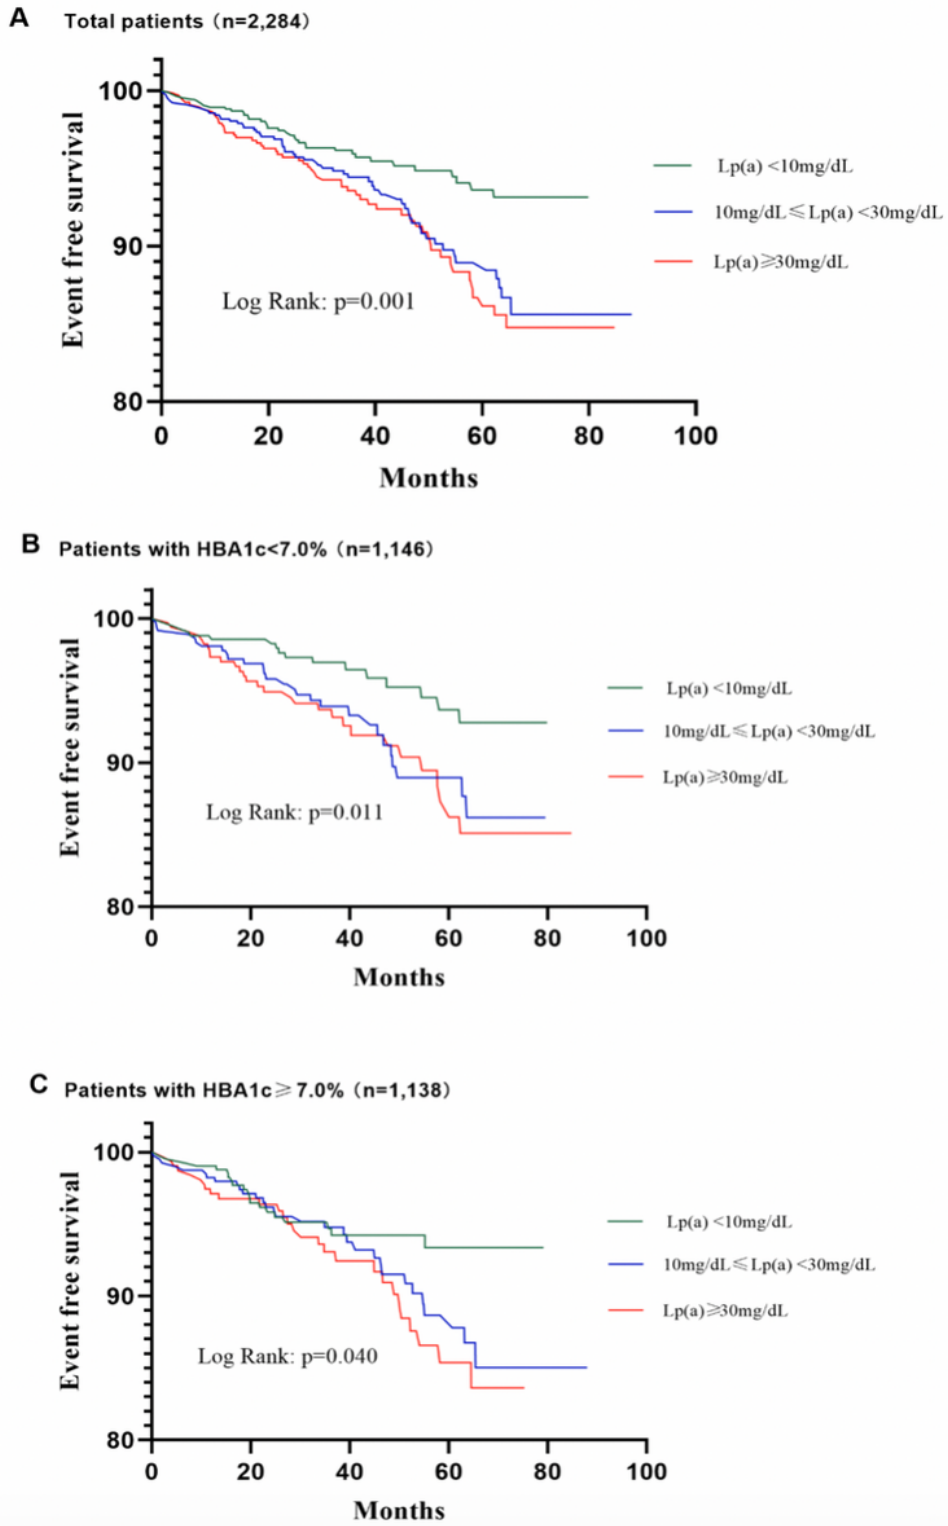 A Total patients (n=2,284)
100
90
80
Event free survival
Lp(a) <10mg/dL
10mg/dL≤Lp(a) <30mg/dL
Lp(a)≥30mg/dL
Log Rank: p=0.001
0 20 40 60 80 100
Months
B Patients with HBA1c<7.0% (n=1,146)
100
90
80
Event free survival
Lp(a) <10mg/dL
10mg/dL≤Lp(a) <30mg/dL
Lp(a)≥30mg/dL
Log Rank: p=0.011
0 20 40 60 80 100
Months
C Patients with HBA1c≥7.0% (n=1,138)
100
90
80
Event free survival
Lp(a) <10mg/dL
10mg/dL≤Lp(a) <30mg/dL
Lp(a)≥30mg/dL
Log Rank: p=0.040
0 20 40 60 80 100
Months